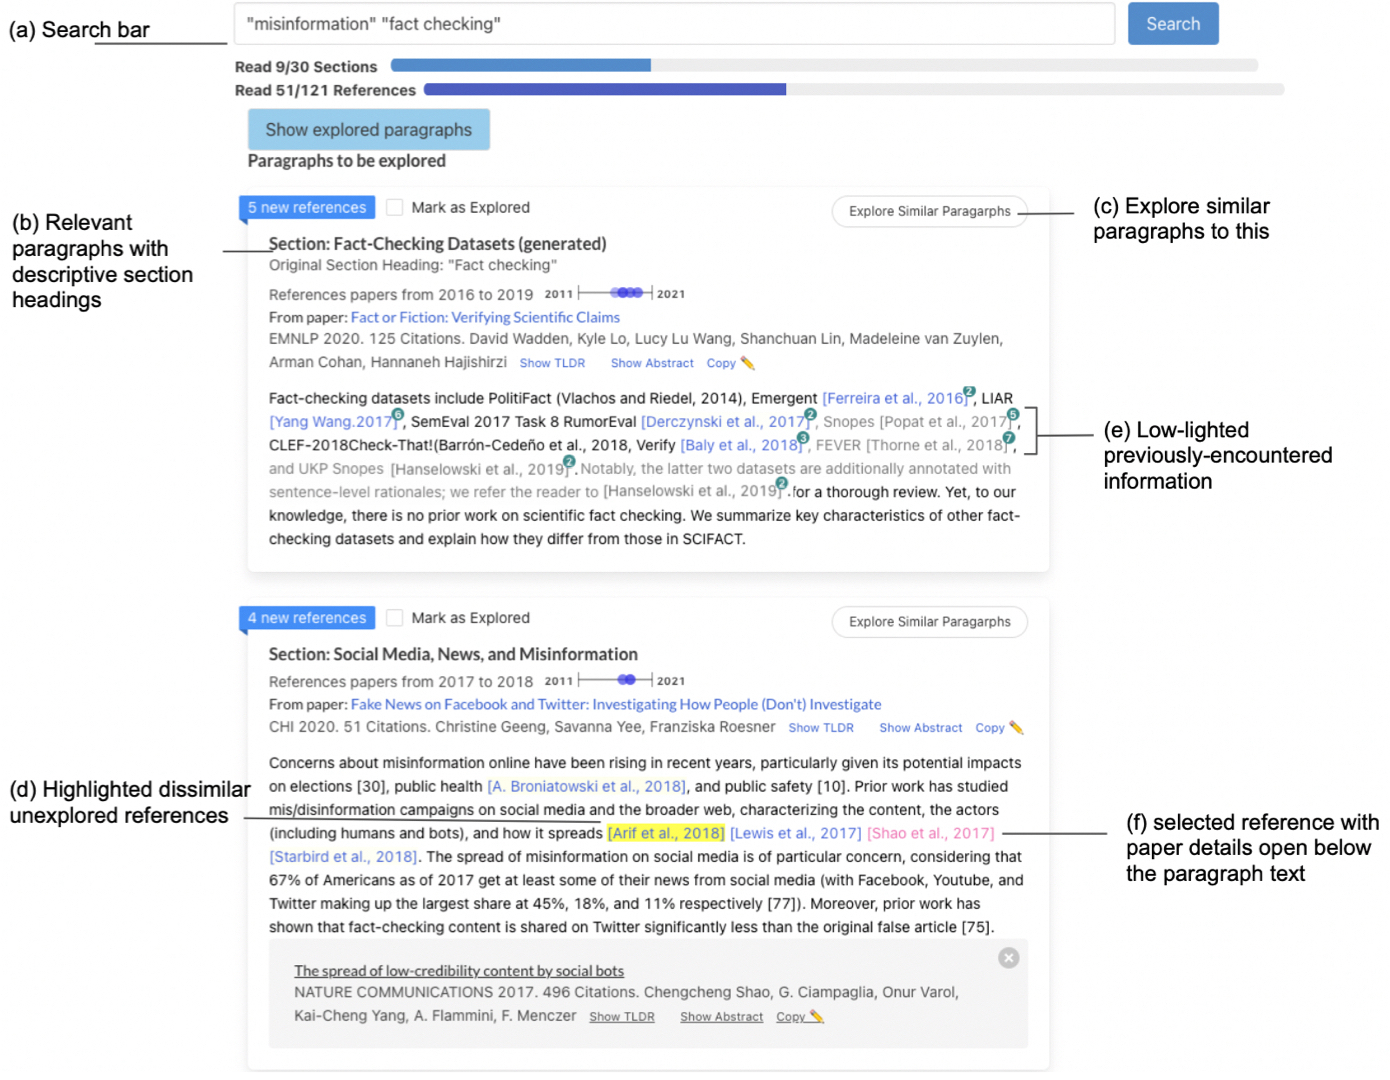 (a) Search bar
"misinformation" "fact checking"
Search
Read 9/30 Sections
Read 51/121 References
Show explored paragraphs
Paragraphs to be explored
5 new references
Mark as Explored
Explore Similar Paragarphs
(b) Relevant
paragraphs with
descriptive section
headings
(c) Explore similar
paragraphs to this
Section: Fact-Checking Datasets (generated)
Original Section Heading: "Fact checking"
References papers from 2016 to 2019 2011 2021
From paper: Fact or Fiction: Verifying Scientific Claims
EMNLP 2020. 125 Citations. David Wadden, Kyle Lo, Lucy Lu Wang, Shanchuan Lin, Madeleine van Zuylen,
Arman Cohan, Hannaneh Hajishirzi Show TLDR Show Abstract Copy
Fact-checking datasets include PolitiFact (Vlachos and Riedel, 2014), Emergent [Ferreira et al., 2016]2, LIAR
[Yang Wang.2017]6, SemEval 2017 Task 8 RumorEval [Derczynski et al., 2017]2, Snopes [Popat et al., 2017]5,
CLEF-2018Check-That!(Barrón-Cedeño et al., 2018, Verify [Baly et al., 2018]3, FEVER [Thorne et al., 2018]7,
and UKP Snopes [Hanselowski et al., 2019]2. Notably, the latter two datasets are additionally annotated with
sentence-level rationales; we refer the reader to [Hanselowski et al., 2019]2.for a thorough review. Yet, to our
knowledge, there is no prior work on scientific fact checking. We summarize key characteristics of other fact-
checking datasets and explain how they differ from those in SCIFACT.
(e) Low-lighted
previously-encountered
information
4 new references
Mark as Explored
Explore Similar Paragarphs
Section: Social Media, News, and Misinformation
References papers from 2017 to 2018 2011 2021
From paper: Fake News on Facebook and Twitter: Investigating How People (Don't) Investigate
CHI 2020. 51 Citations. Christine Geeng, Savanna Yee, Franziska Roesner Show TLDR Show Abstract Copy
Concerns about misinformation online have been rising in recent years, particularly given its potential impacts
on elections [30], public health [A. Broniatowski et al., 2018], and public safety [10]. Prior work has studied
mis/disinformation campaigns on social media and the broader web, characterizing the content, the actors
(including humans and bots), and how it spreads [Arif et al., 2018] [Lewis et al., 2017] [Shao et al., 2017]
[Starbird et al., 2018]. The spread of misinformation on social media is of particular concern, considering that
67% of Americans as of 2017 get at least some of their news from social media (with Facebook, Youtube, and
Twitter making up the largest share at 45%, 18%, and 11% respectively [77]). Moreover, prior work has
shown that fact-checking content is shared on Twitter significantly less than the original false article [75].
(d) Highlighted dissimilar
unexplored references
(f) selected reference with
paper details open below
the paragraph text
The spread of low-credibility content by social bots
NATURE COMMUNICATIONS 2017. 496 Citations. Chengcheng Shao, G. Ciampaglia, Onur Varol,
Kai-Cheng Yang, A. Flammini, F. Menczer Show TLDR Show Abstract Copy